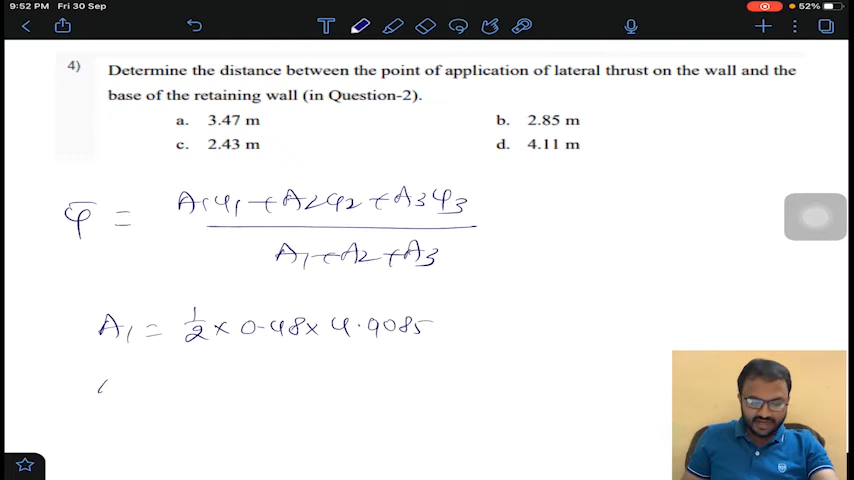 9:52 PM Fri 30 Sep
52%
4) Determine the distance between the point of application of lateral thrust on the wall and the
base of the retaining wall (in Question-2).
a. 3.47 m b. 2.85 m
c. 2.43 m d. 4.11 m
ȳ = A₁y₁ + A₂y₂ + A₃y₃
A₁ + A₂ + A₃
A₁ = 1/2 × 0.48 × 4.9085